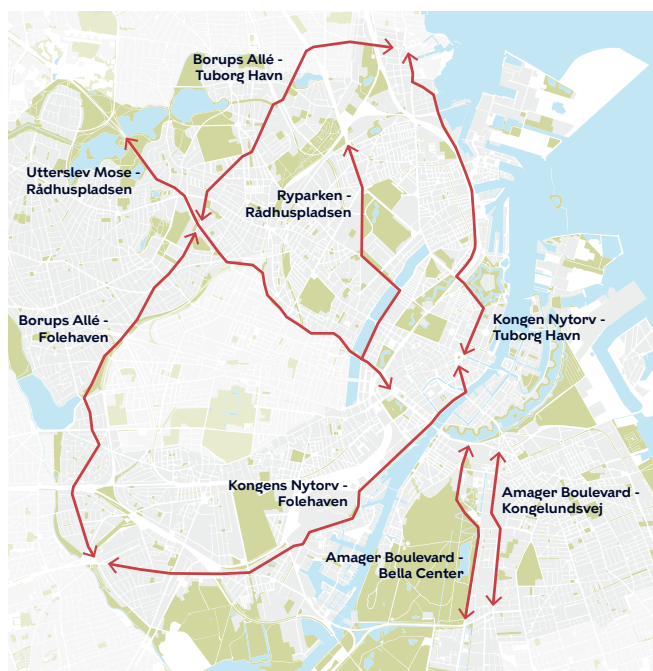 Borups Allé -
Tuborg Havn
Utterslev Mose -
Rådhuspladsen
Ryparken -
Rådhuspladsen
Borups Allé -
Folehaven
Kongen Nytorv -
Tuborg Havn
Kongens Nytorv -
Folehaven
Amager Boulevard -
Kongelundsvej
Amager Boulevard -
Bella Center